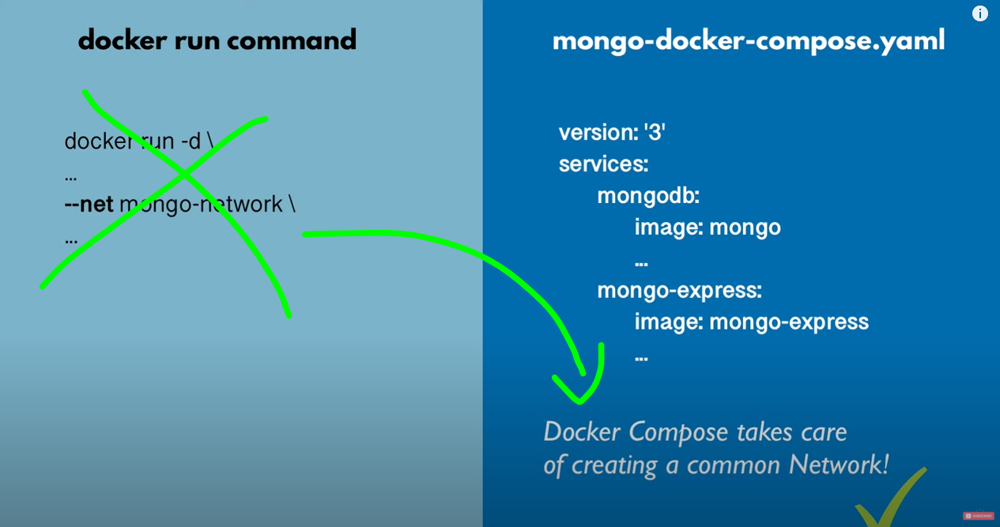 docker run command
docker run -d \
...
--net mongo-network \
...
mongo-docker-compose.yaml
version: '3'
services:
mongodb:
image: mongo
...
mongo-express:
image: mongo-express
...
Docker Compose takes care
of creating a common Network!